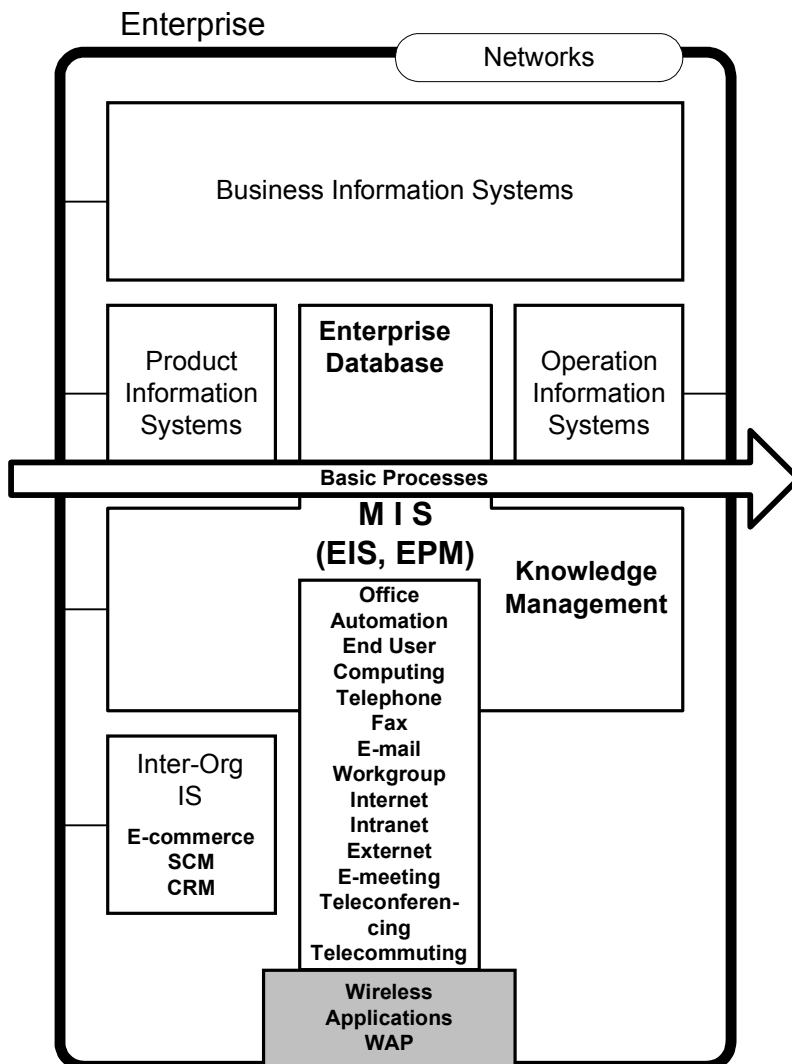 Enterprise
Networks
Business Information Systems
Product
Information
Systems
Enterprise
Database
Operation
Information
Systems
Basic Processes
M I S
(EIS, EPM)
Knowledge
Management
Office
Automation
End User
Computing
Telephone
Fax
E-mail
Workgroup
Internet
Intranet
Externet
E-meeting
Teleconferen-
cing
Telecommuting
Inter-Org
IS
E-commerce
SCM
CRM
Wireless
Applications
WAP